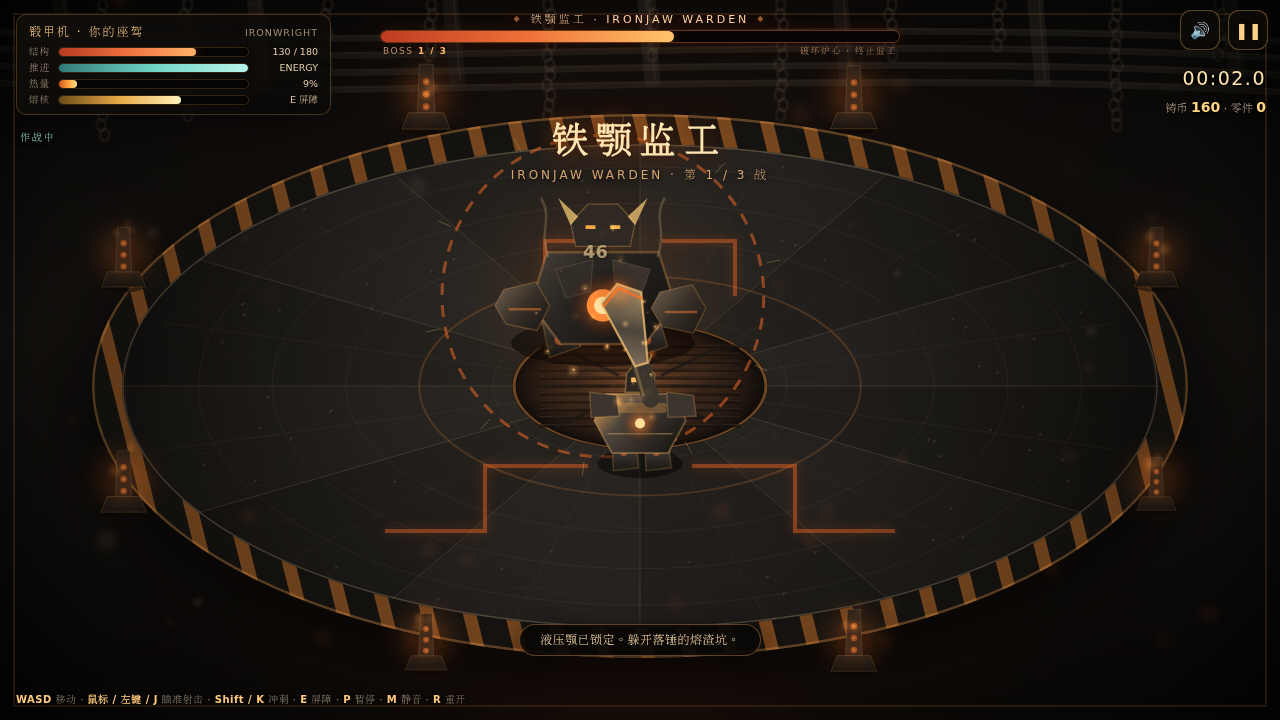 锻甲机 · 你的座驾 IRONWRIGHT
结构 130 / 180
推进 ENERGY
热量 9%
熔核 E 屏障
作战中
◆ 铁颚监工 · IRONJAW WARDEN ◆
BOSS 1 / 3 破坏炉心 · 终止监工
00:02.0
铸币 160 · 零件 0
铁颚监工
IRONJAW WARDEN · 第 1 / 3 战
46
液压颚已锁定。躲开落锤的熔渣坑。
WASD 移动 · 鼠标 / 左键 / J 瞄准射击 · Shift / K 冲刺 · E 屏障 · P 暂停 · M 静音 · R 重开